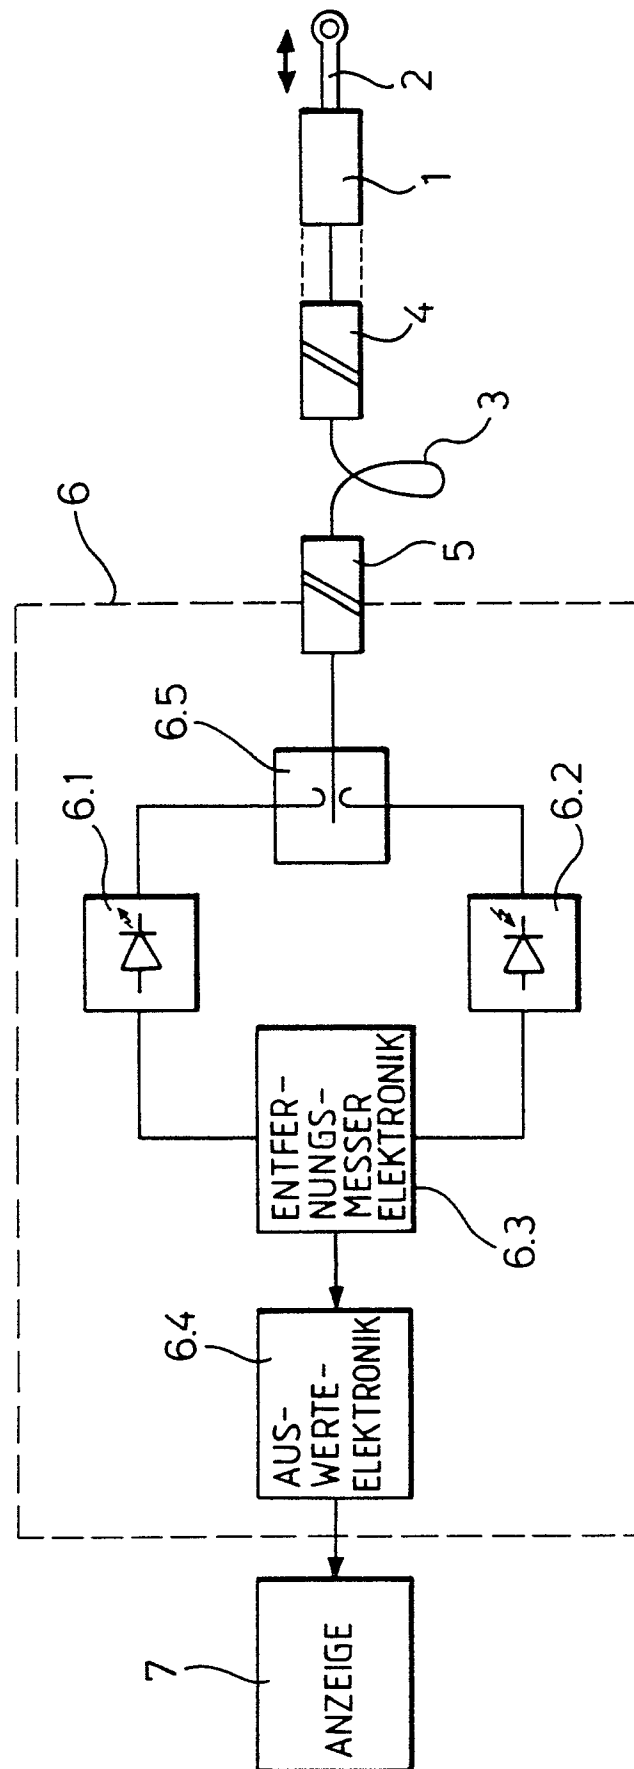 7
ANZEIGE
6.4
AUS-
WERTE-
ELEKTRONIK
6.3
ENTFER-
NUNGS-
MESSER
ELEKTRONIK
6.1
6.2
6.5
6
5
3
4
1
2